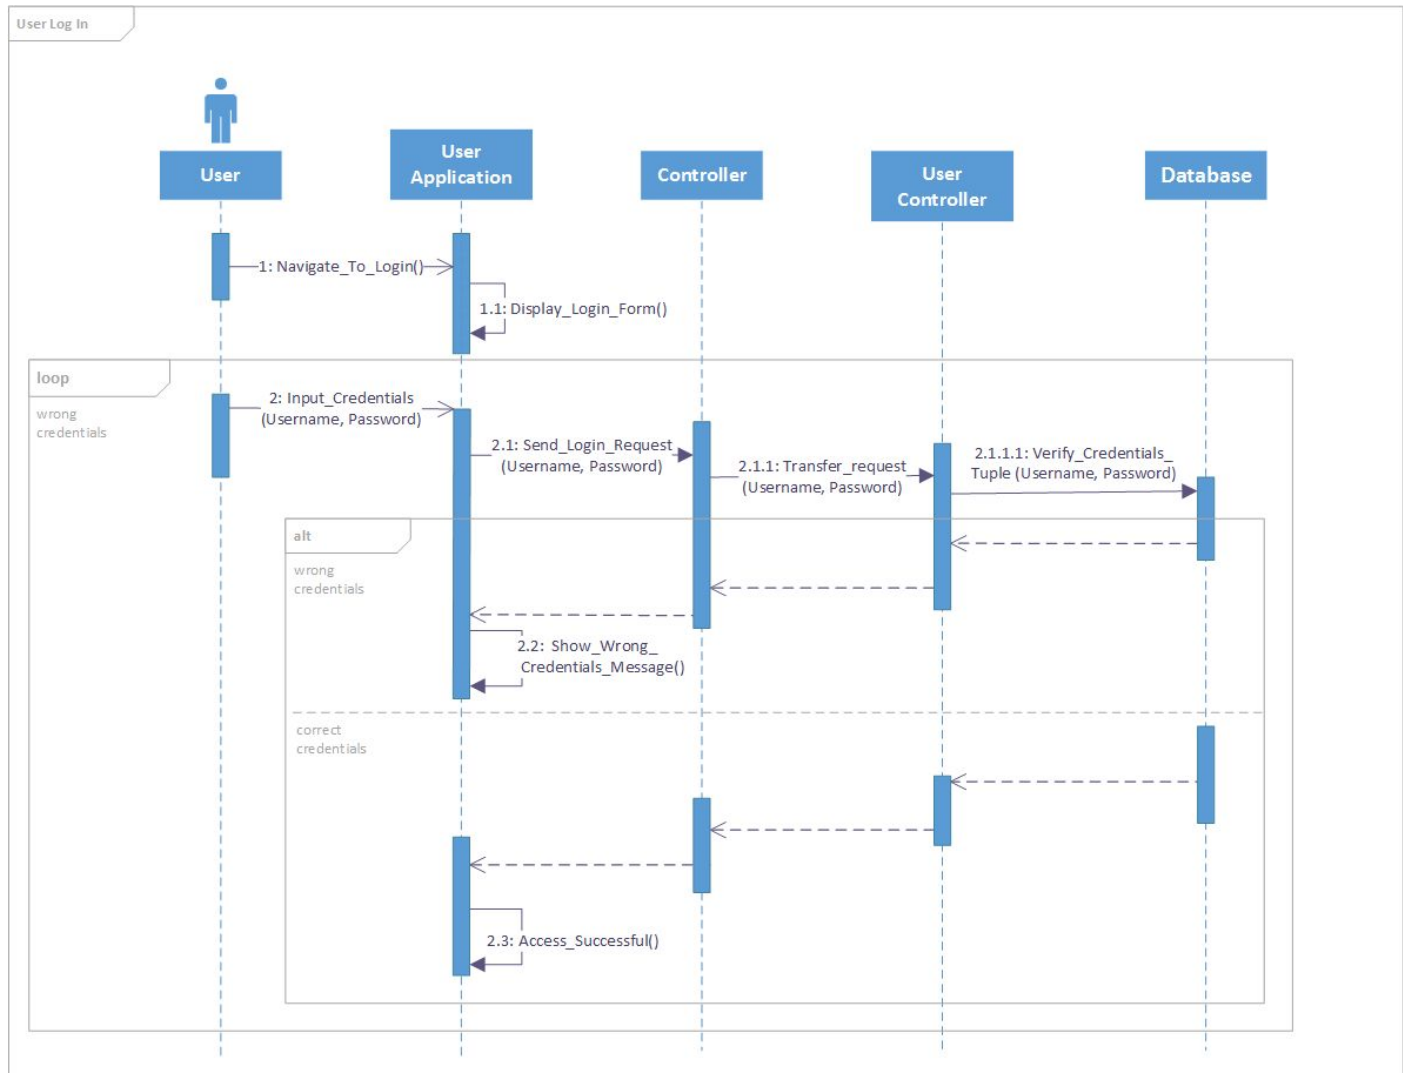 User Log In
User
User
Application
Controller
User
Controller
Database
1: Navigate_To_Login()
1.1: Display_Login_Form()
loop
wrong
credentials
2: Input_Credentials
(Username, Password)
2.1: Send_Login_Request
(Username, Password)
2.1.1: Transfer_request
(Username, Password)
2.1.1.1: Verify_Credentials_
Tuple (Username, Password)
alt
wrong
credentials
2.2: Show_Wrong_
Credentials_Message()
correct
credentials
2.3: Access_Successful()